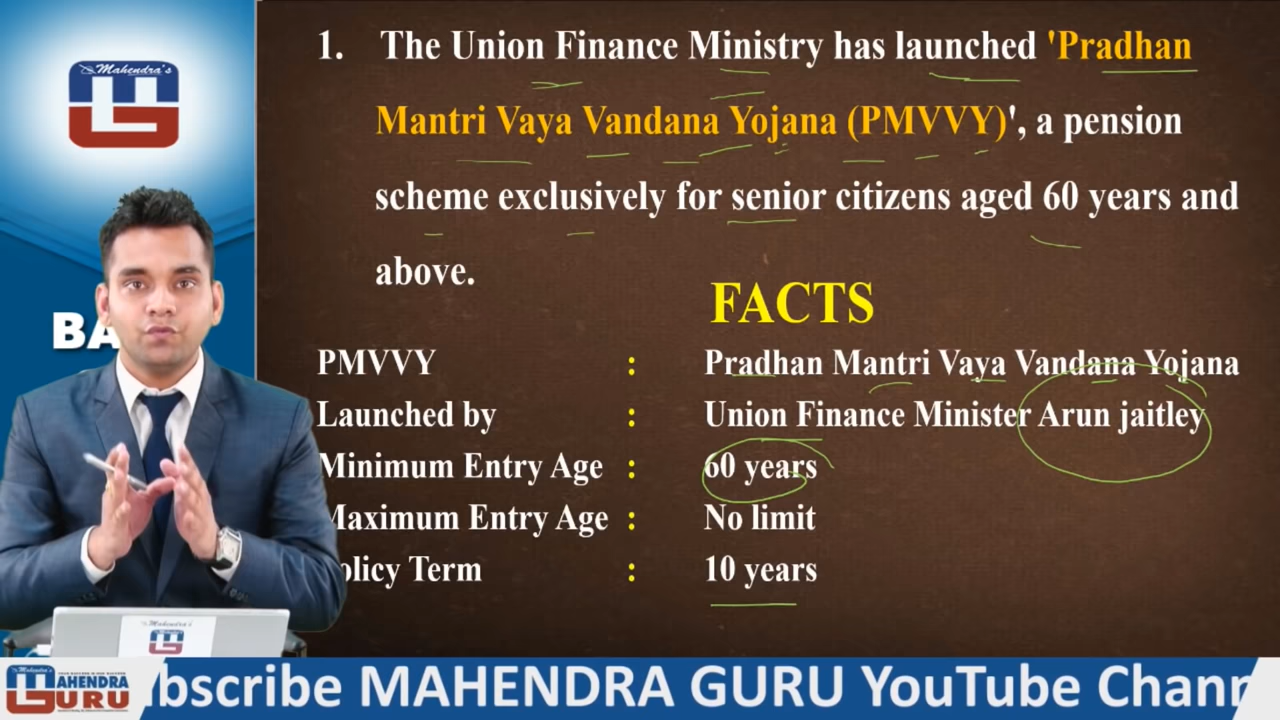 Mahendra's
1. The Union Finance Ministry has launched 'Pradhan
Mantri Vaya Vandana Yojana (PMVVY)', a pension
scheme exclusively for senior citizens aged 60 years and
above.
FACTS
BA
PMVVY : Pradhan Mantri Vaya Vandana Yojana
Launched by : Union Finance Minister Arun jaitley
Minimum Entry Age : 60 years
Maximum Entry Age : No limit
olicy Term : 10 years
Mahendra's
Mahendra's
MAHENDRA
GURU
bscribe MAHENDRA GURU YouTube Chann